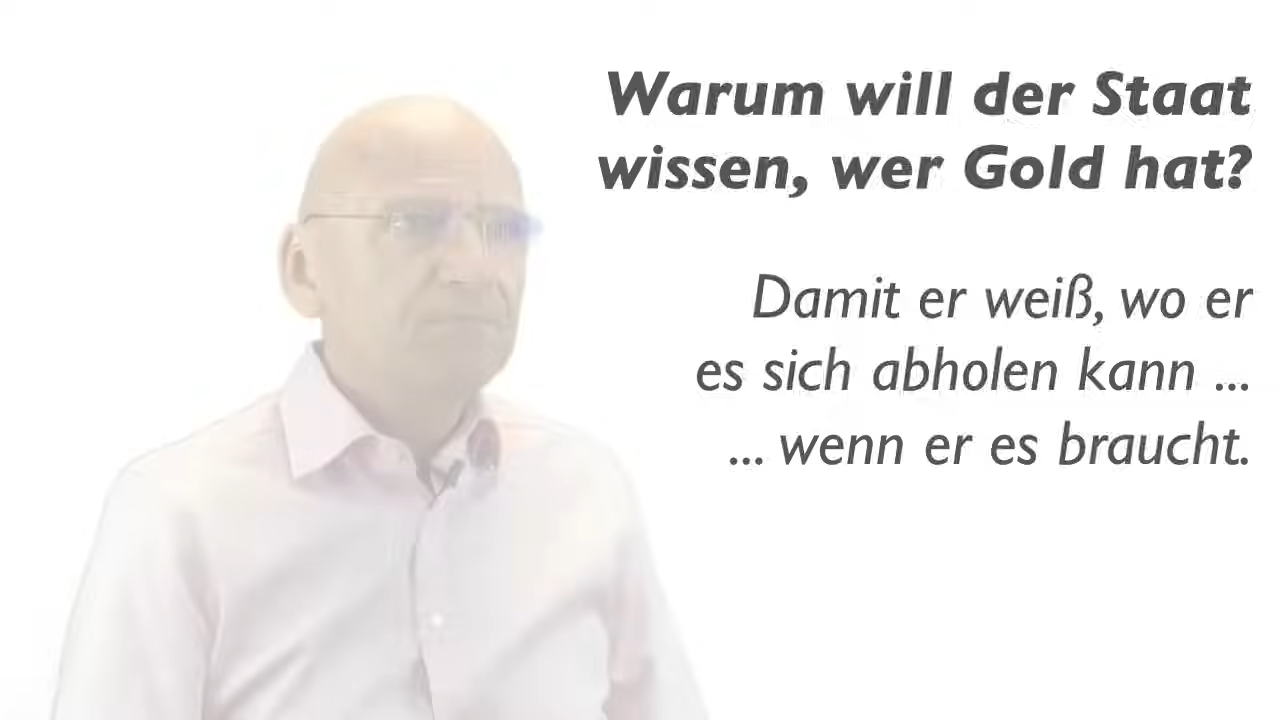 Warum will der Staat
wissen, wer Gold hat?
Damit er weiß, wo er
es sich abholen kann ...
... wenn er es braucht.